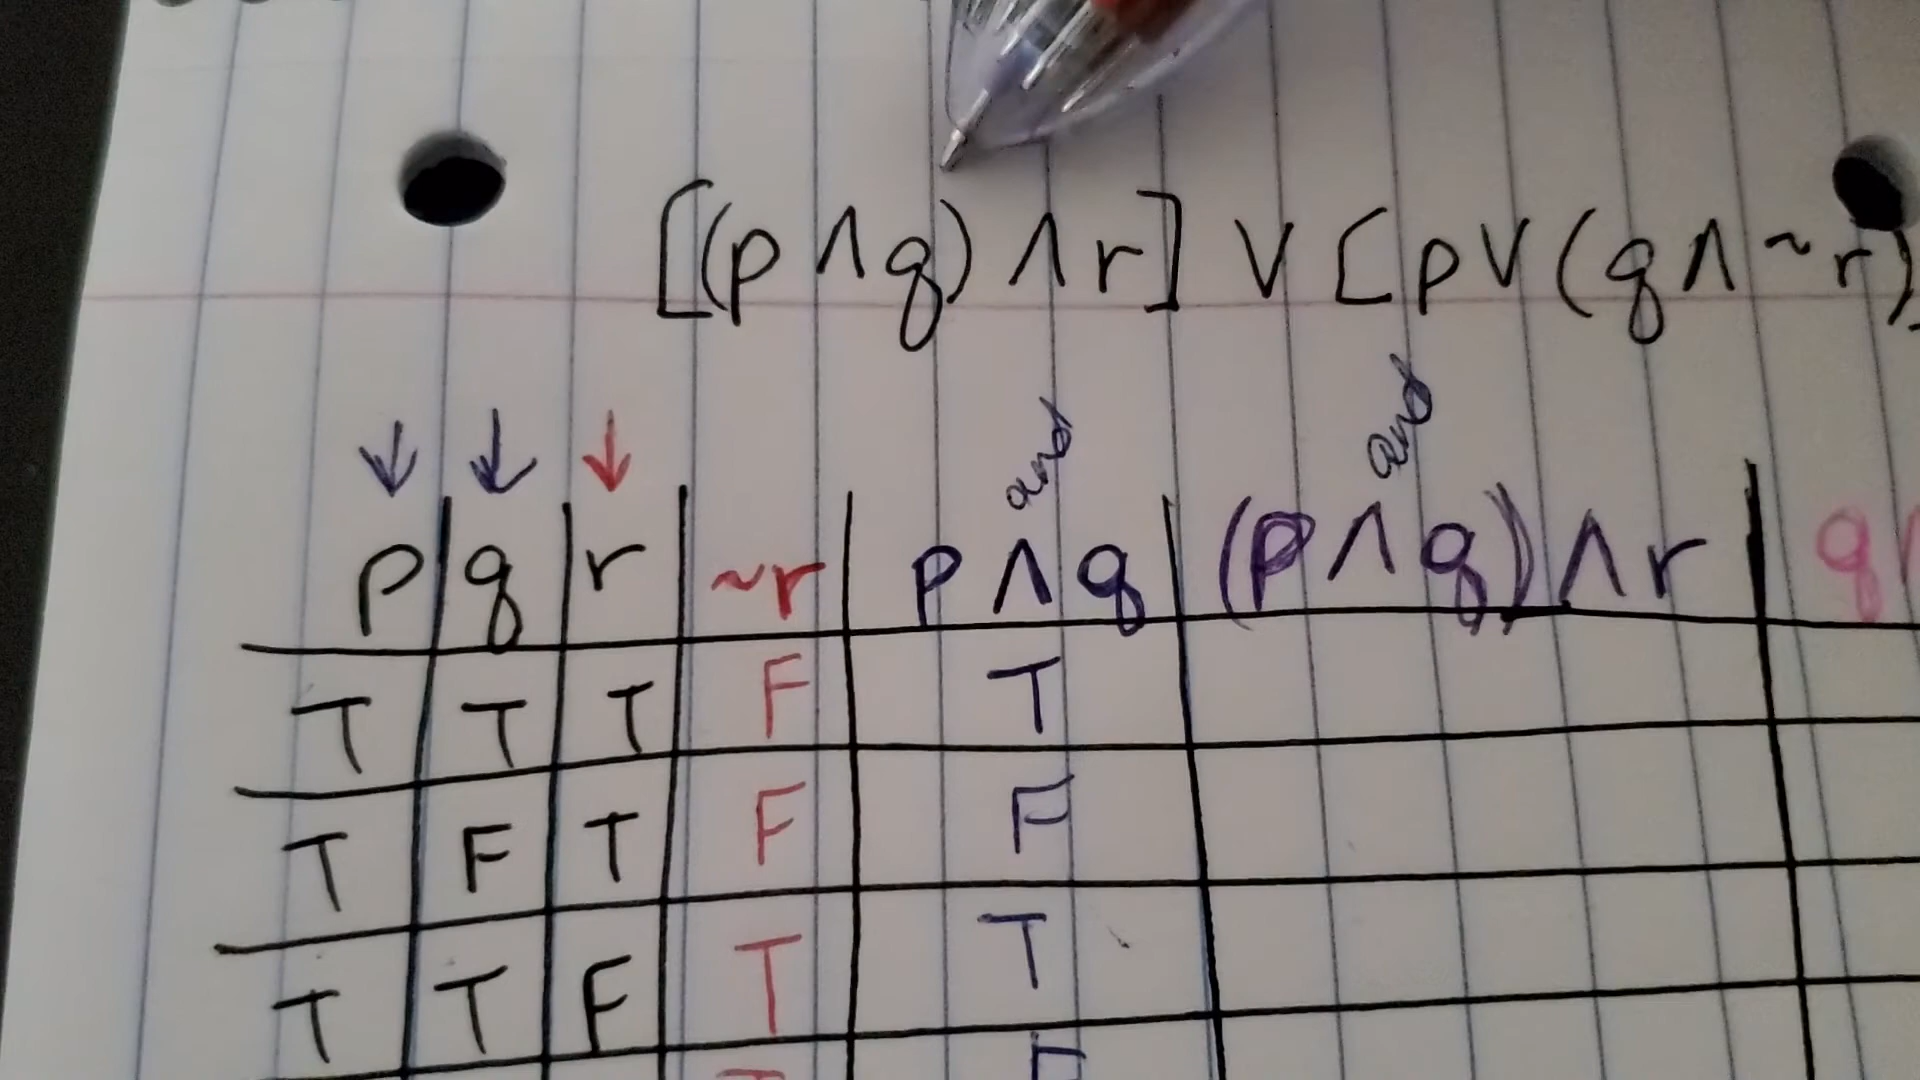 [(p ∧ q) ∧ r] ∨ [p ∨ (q ∧ ~r)
and and
p q r ~r p ∧ q (p ∧ q) ∧ r q
T T T F T
T F T F F
T T F T T